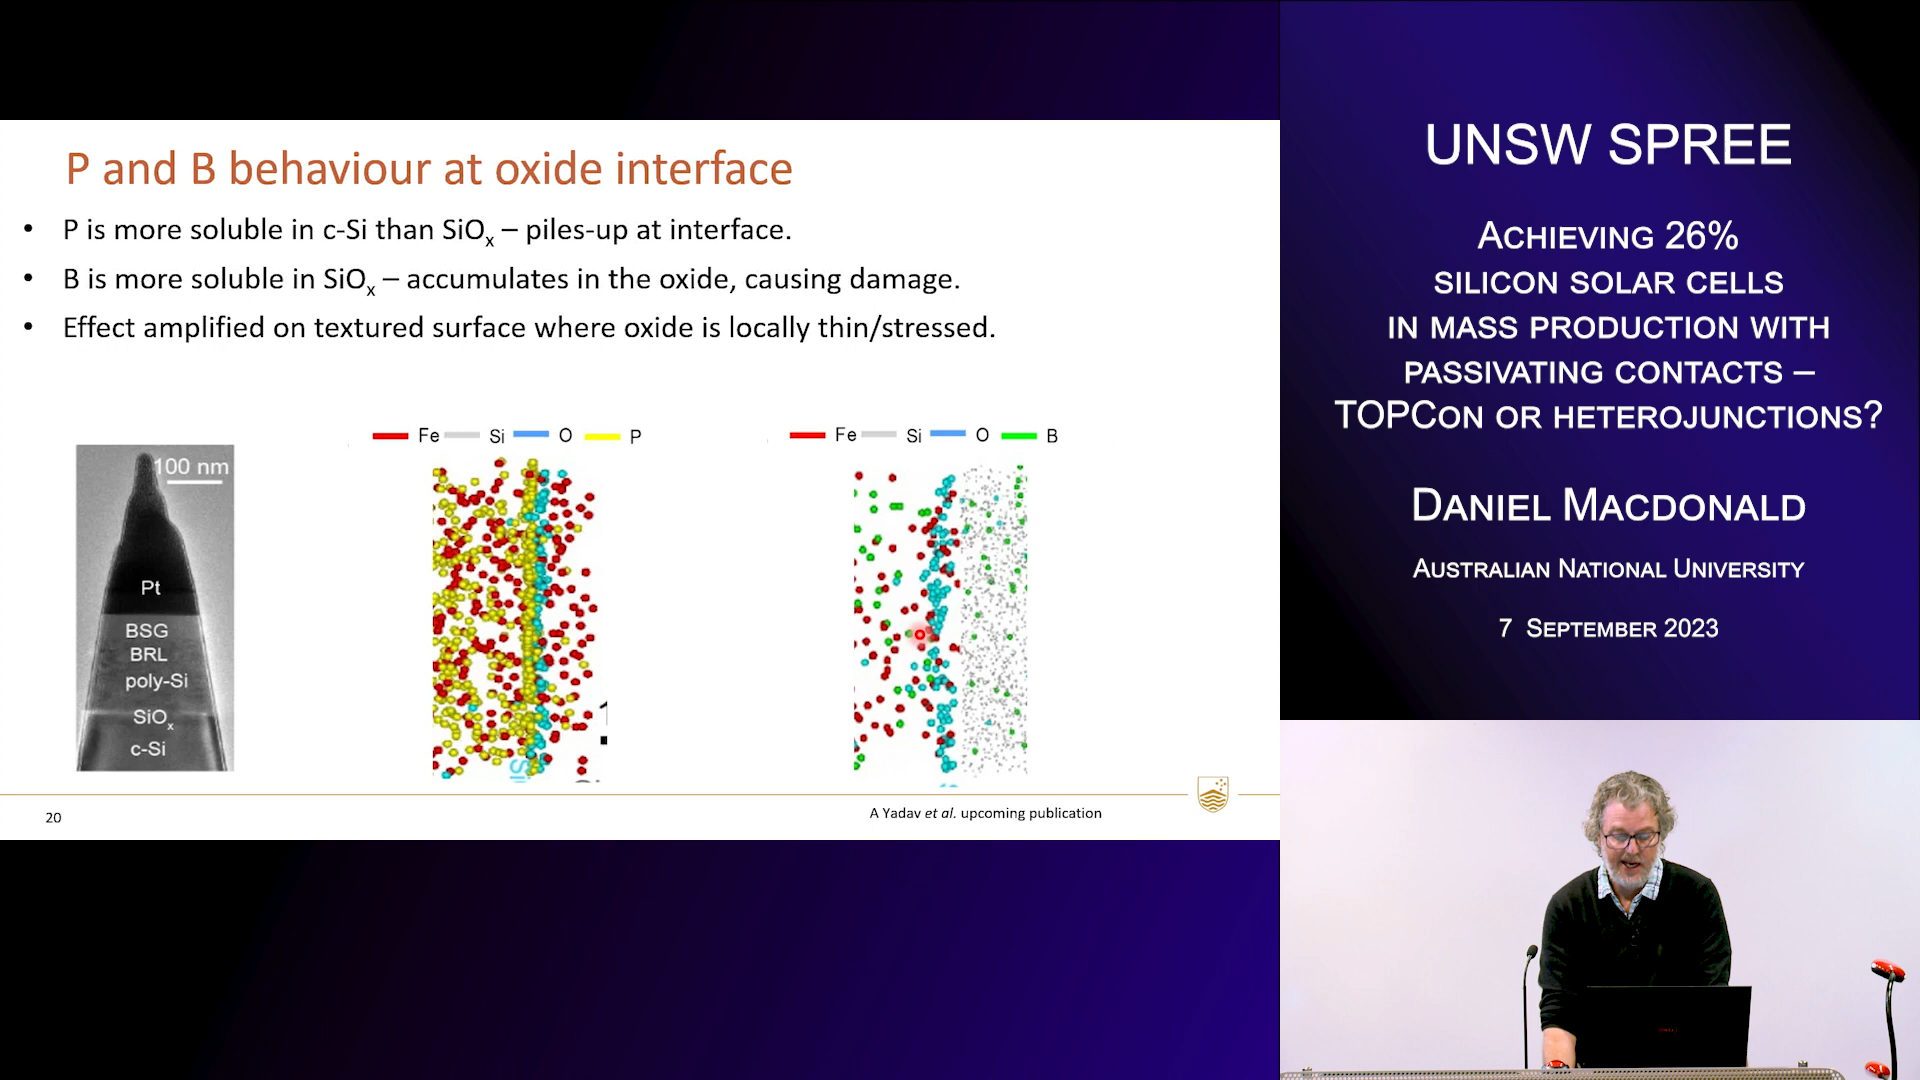 P and B behaviour at oxide interface
• P is more soluble in c-Si than SiOx – piles-up at interface.
• B is more soluble in SiOx – accumulates in the oxide, causing damage.
• Effect amplified on textured surface where oxide is locally thin/stressed.
100 nm
Pt
BSG
BRL
poly-Si
SiOx
c-Si
Fe Si O P
Fe Si O B
20
A Yadav et al. upcoming publication
UNSW SPREE
Achieving 26%
silicon solar cells
in mass production with
passivating contacts –
TOPCon or heterojunctions?
Daniel Macdonald
Australian National University
7 September 2023